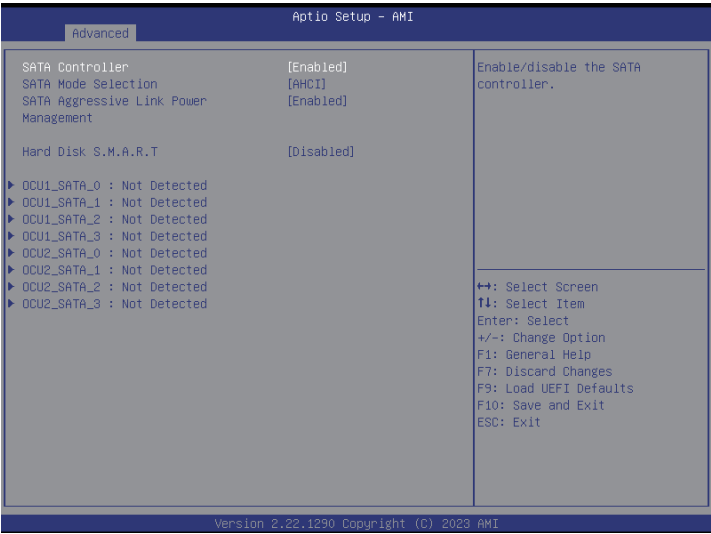 Aptio Setup – AMI
Advanced
SATA Controller [Enabled]
SATA Mode Selection [AHCI]
SATA Aggressive Link Power [Enabled]
Management
Hard Disk S.M.A.R.T [Disabled]
▶ OCU1_SATA_0 : Not Detected
▶ OCU1_SATA_1 : Not Detected
▶ OCU1_SATA_2 : Not Detected
▶ OCU1_SATA_3 : Not Detected
▶ OCU2_SATA_0 : Not Detected
▶ OCU2_SATA_1 : Not Detected
▶ OCU2_SATA_2 : Not Detected
▶ OCU2_SATA_3 : Not Detected
Enable/disable the SATA
controller.
↔: Select Screen
↑↓: Select Item
Enter: Select
+/-: Change Option
F1: General Help
F7: Discard Changes
F9: Load UEFI Defaults
F10: Save and Exit
ESC: Exit
Version 2.22.1290 Copyright (C) 2023 AMI